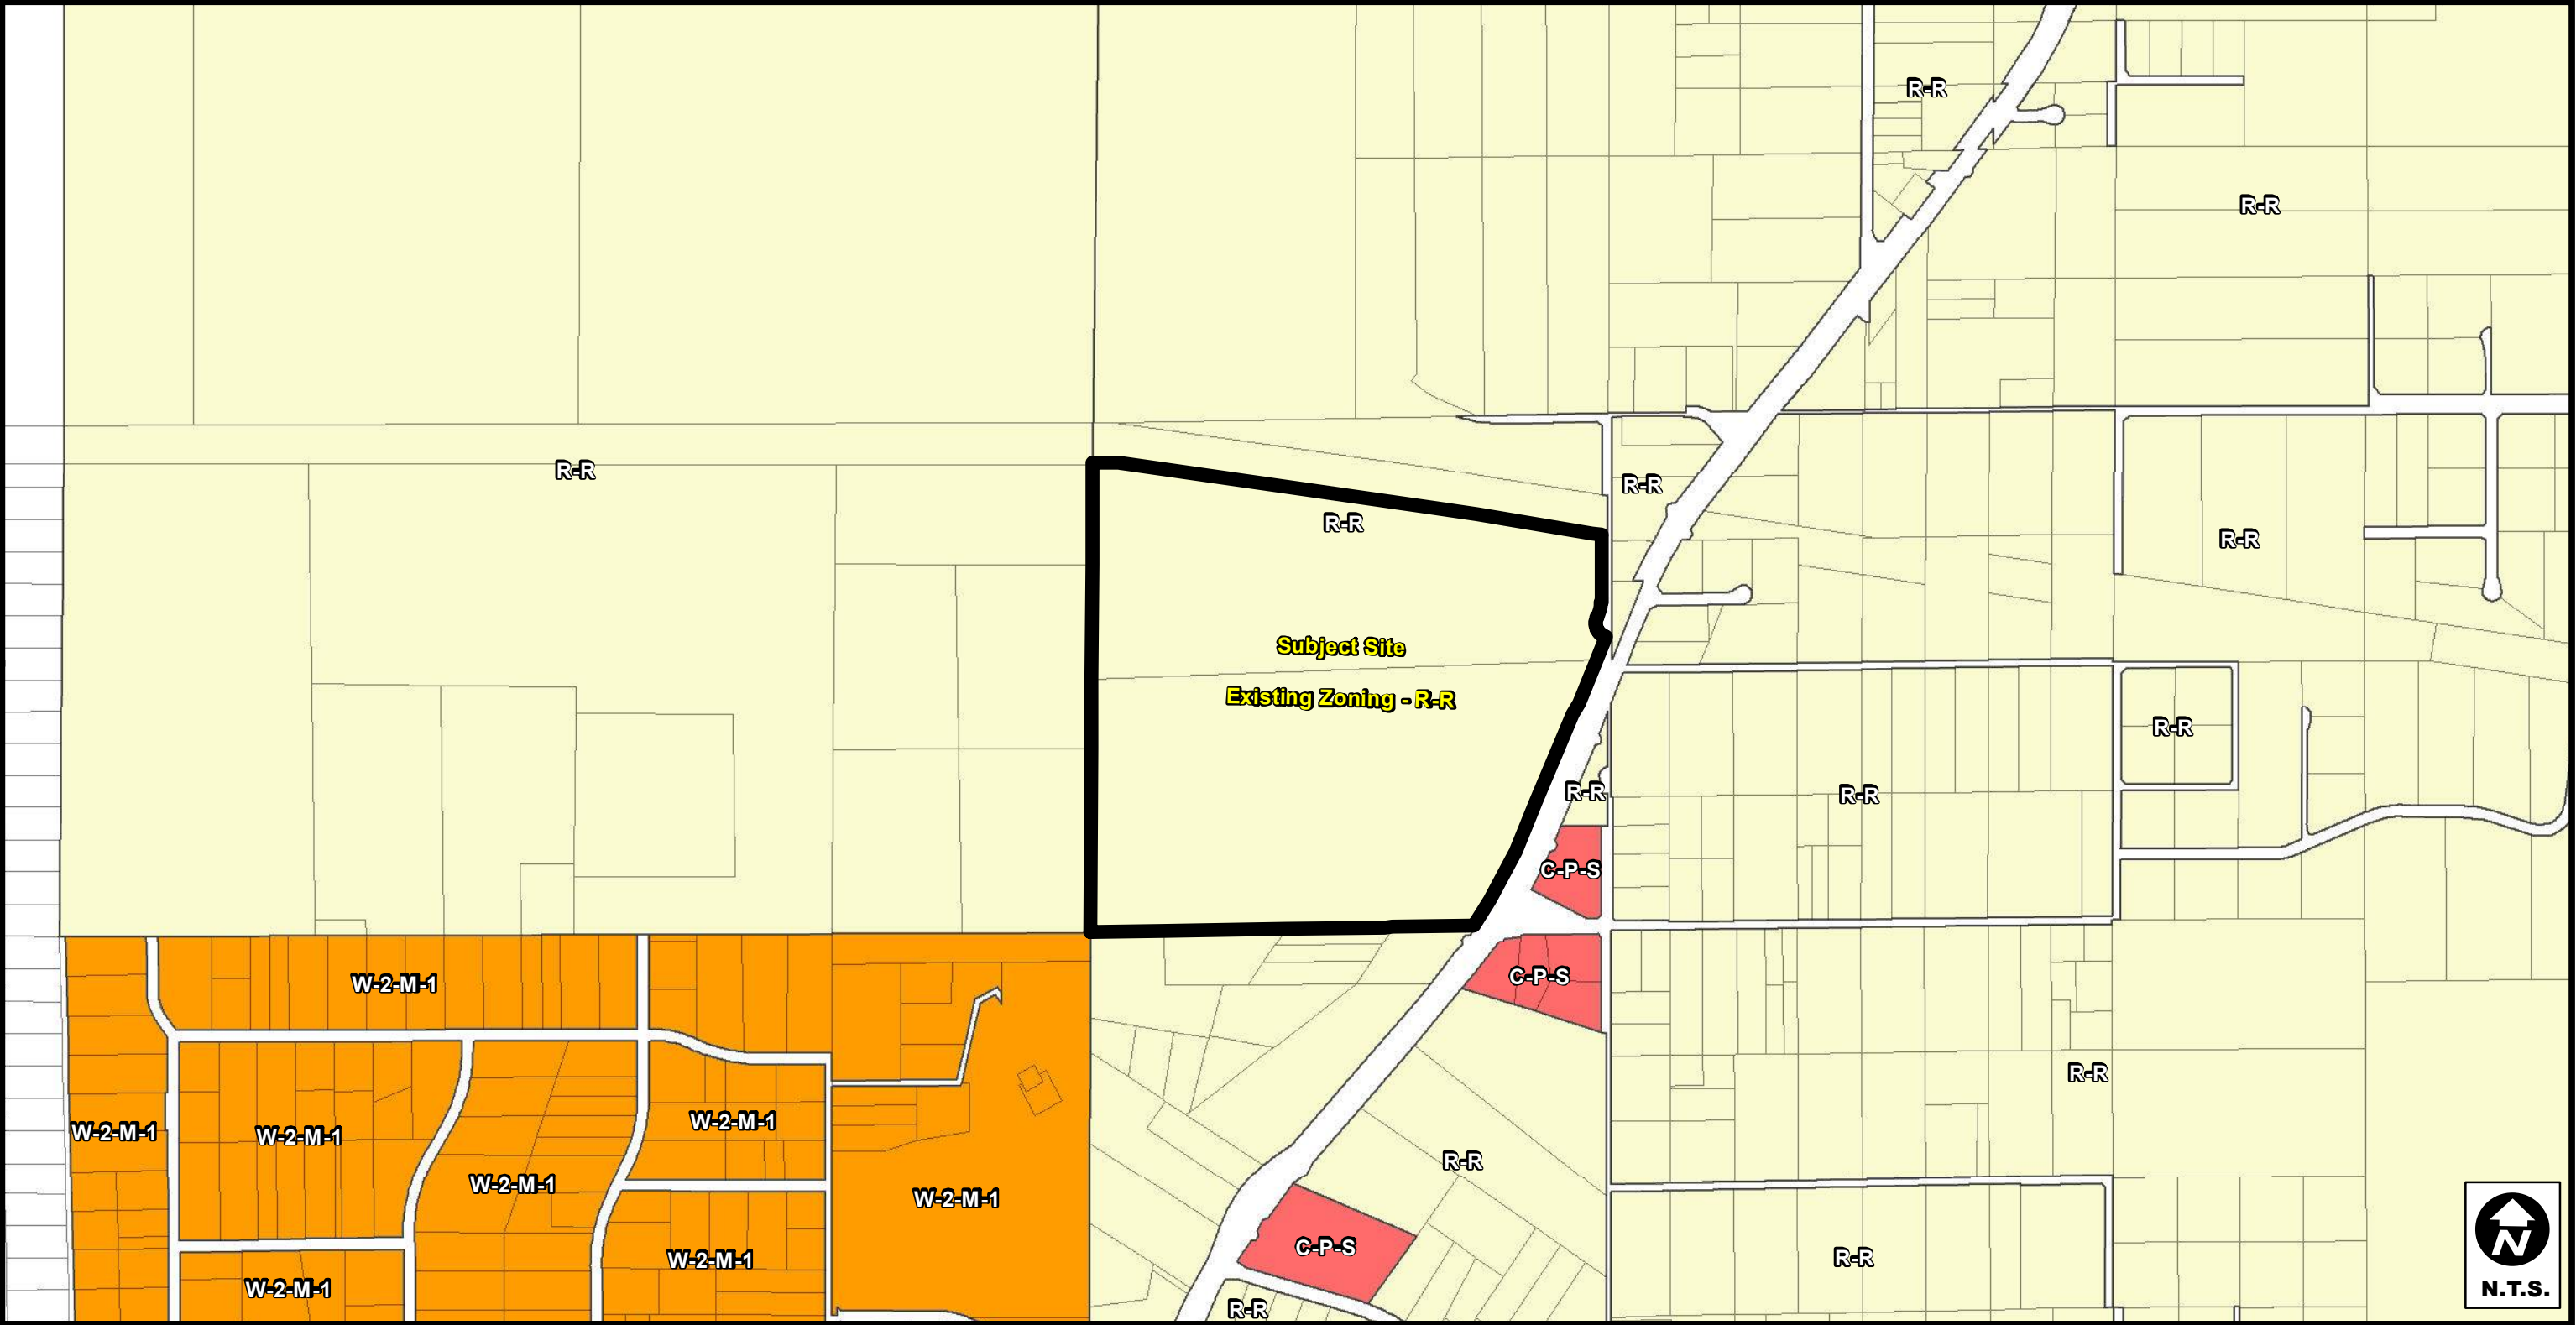 R-R
R-R
R-R
R-R
R-R
R-R
Subject Site
Existing Zoning - R-R
R-R
R-R
R-R
C-P-S
C-P-S
W-2-M-1
R-R
W-2-M-1
W-2-M-1
W-2-M-1
R-R
W-2-M-1
W-2-M-1
C-P-S
R-R
W-2-M-1
W-2-M-1
R-R
N
N.T.S.